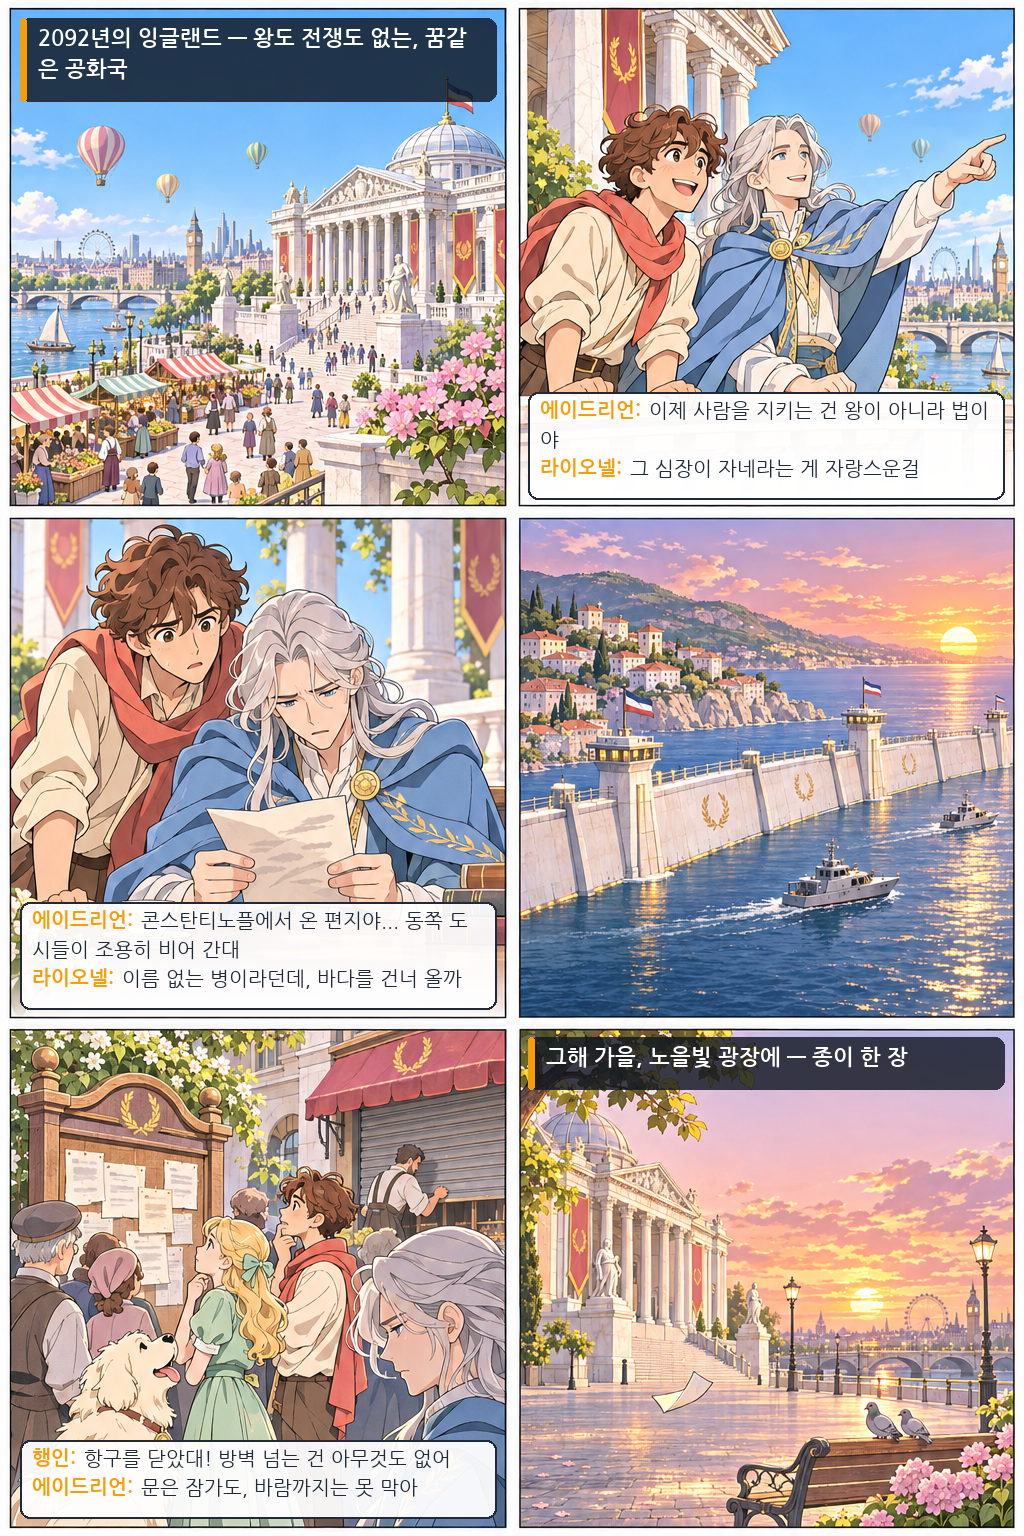 2092년의 잉글랜드 — 왕도 전쟁도 없는, 꿈같
은 공화국
에이드리언: 이제 사람을 지키는 건 왕이 아니라 법이
야
라이오넬: 그 심장이 자네라는 게 자랑스운걸
에이드리언: 콘스탄티노플에서 온 편지야... 동쪽 도
시들이 조용히 비어 간대
라이오넬: 이름 없는 병이라던데, 바다를 건너 올까
행인: 항구를 닫았대! 방벽 넘는 건 아무것도 없어
에이드리언: 문은 잠가도, 바람까지는 못 막아
그해 가을, 노을빛 광장에 — 종이 한 장